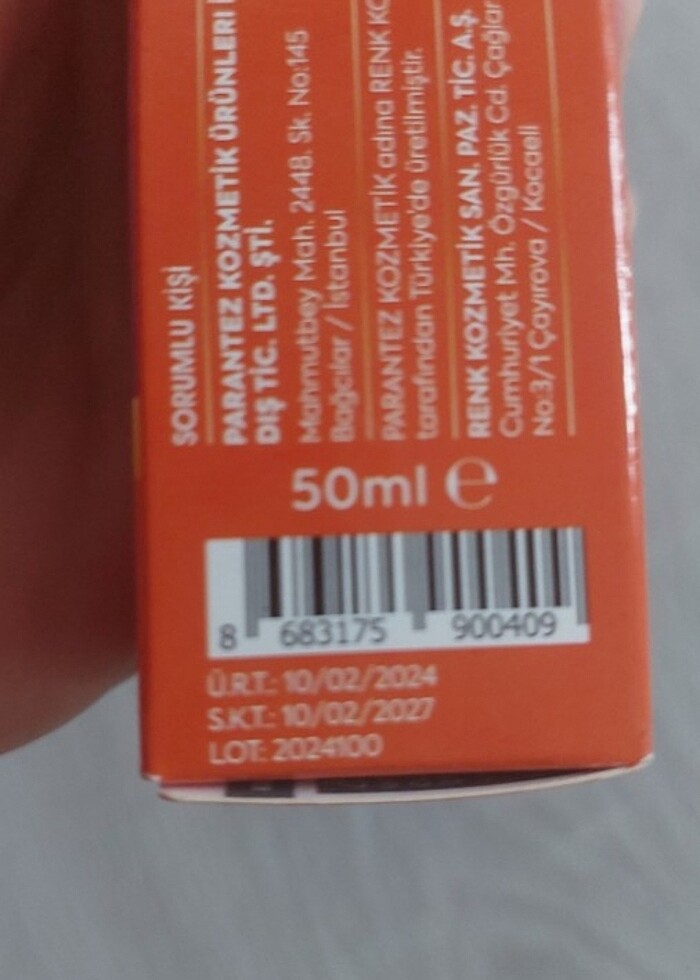 SORUMLU KİŞİ
PARANTEZ KOZMETİK ÜRÜNLERİ
DIŞ TİC. LTD. ŞTİ.
Mahmutbey Mah. 2448. Sk. No:145
Bağcılar / İstanbul
PARANTEZ KOZMETİK adına RENK KO
tarafından Türkiye'de üretilmiştir.
RENK KOZMETİK SAN. PAZ. TİC. A.Ş.
Cumhuriyet Mh. Özgürlük Cd. Çağlar
No:3/1 Çayırova / Kocaeli
50ml ℮
8 683175 900409
Ü.R.T.: 10/02/2024
S.K.T.: 10/02/2027
LOT: 2024100